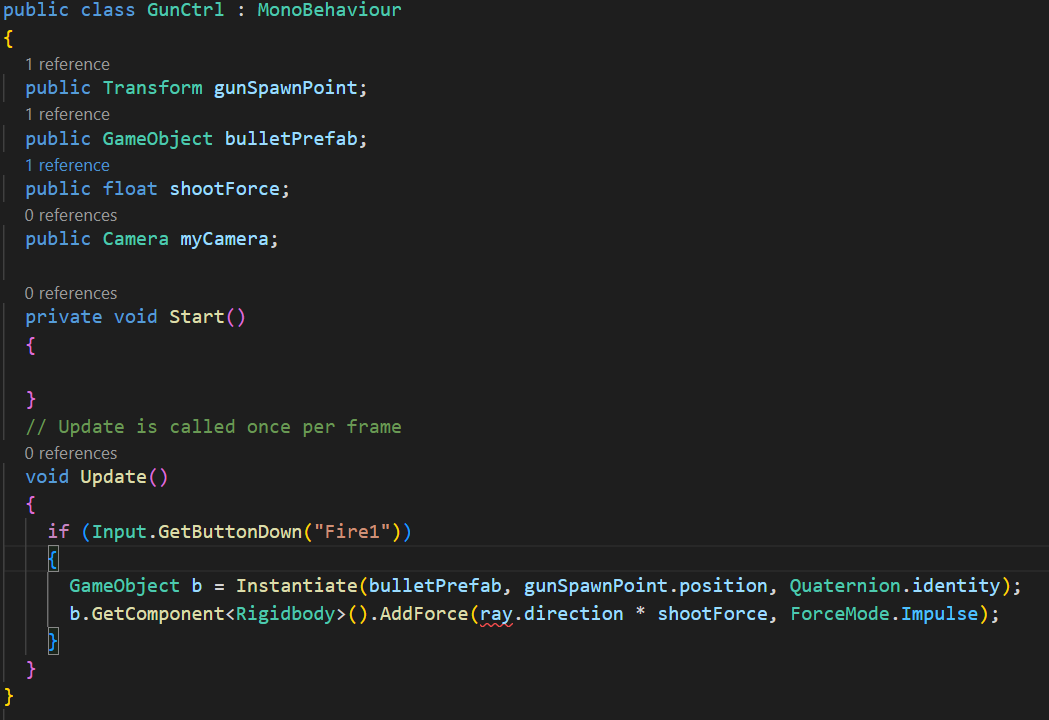 public class GunCtrl : MonoBehaviour
{
1 reference
public Transform gunSpawnPoint;
1 reference
public GameObject bulletPrefab;
1 reference
public float shootForce;
0 references
public Camera myCamera;
0 references
private void Start()
{
}
// Update is called once per frame
0 references
void Update()
{
if (Input.GetButtonDown("Fire1"))
{
GameObject b = Instantiate(bulletPrefab, gunSpawnPoint.position, Quaternion.identity);
b.GetComponent<Rigidbody>().AddForce(ray.direction * shootForce, ForceMode.Impulse);
}
}
}